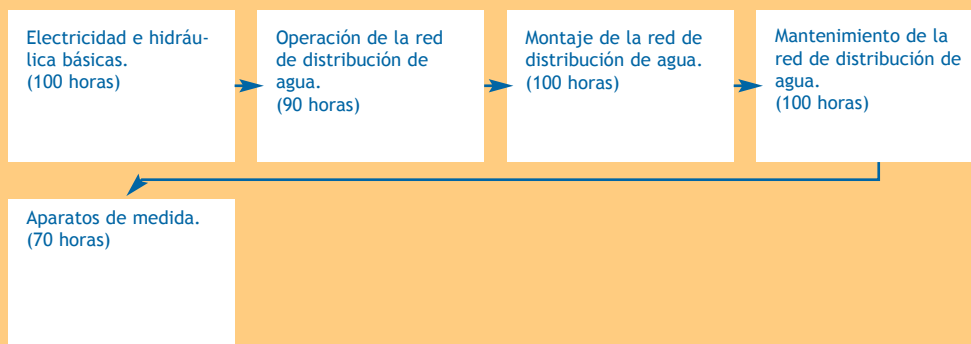 Electricidad e hidráu-
lica básicas.
(100 horas)
Operación de la red
de distribución de
agua.
(90 horas)
Montaje de la red de
distribución de agua.
(100 horas)
Mantenimiento de la
red de distribución de
agua.
(100 horas)
Aparatos de medida.
(70 horas)